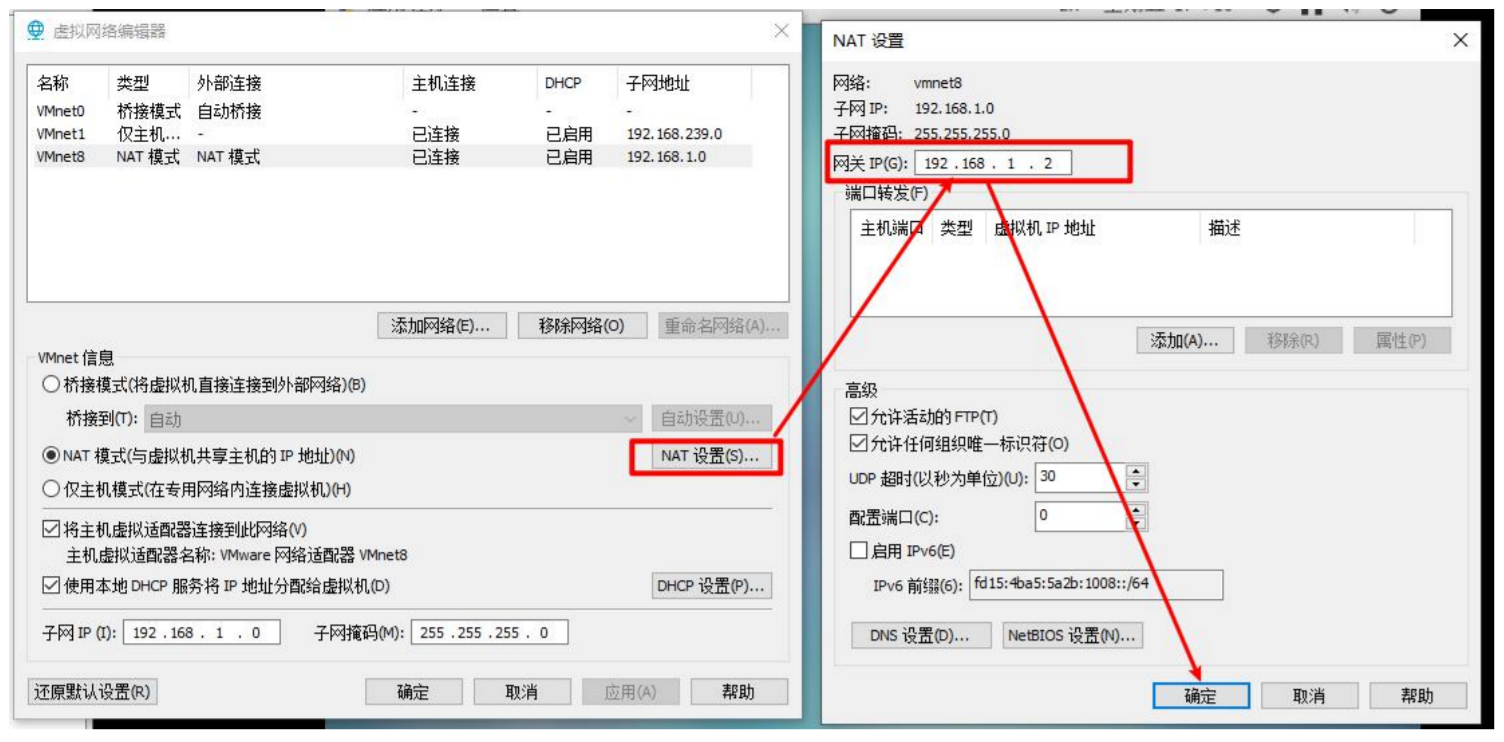 虚拟网络编辑器
名称 类型 外部连接 主机连接 DHCP 子网地址
VMnet0 桥接模式 自动桥接 - - -
VMnet1 仅主机... - 已连接 已启用 192.168.239.0
VMnet8 NAT 模式 NAT 模式 已连接 已启用 192.168.1.0
添加网络(E)... 移除网络(O) 重命名网络(A)...
VMnet 信息
桥接模式(将虚拟机直接连接到外部网络)(B)
桥接到(T): 自动 自动设置(U)...
NAT 模式(与虚拟机共享主机的 IP 地址)(N) NAT 设置(S)...
仅主机模式(在专用网络内连接虚拟机)(H)
将主机虚拟适配器连接到此网络(V)
主机虚拟适配器名称: VMware 网络适配器 VMnet8
使用本地 DHCP 服务将 IP 地址分配给虚拟机(D) DHCP 设置(P)...
子网 IP (I): 192 . 168 . 1 . 0 子网掩码(M): 255 . 255 . 255 . 0
还原默认设置(R) 确定 取消 应用(A) 帮助
NAT 设置
网络: vmnet8
子网 IP: 192.168.1.0
子网掩码: 255.255.255.0
网关 IP(G): 192 . 168 . 1 . 2
端口转发(F)
主机端口 类型 虚拟机 IP 地址 描述
添加(A)... 移除(R) 属性(P)
高级
允许活动的 FTP(T)
允许任何组织唯一标识符(O)
UDP 超时(以秒为单位)(U): 30
配置端口(C): 0
启用 IPv6(E)
IPv6 前缀(6): fd15:4ba5:5a2b:1008::/64
DNS 设置(D)... NetBIOS 设置(N)...
确定 取消 帮助